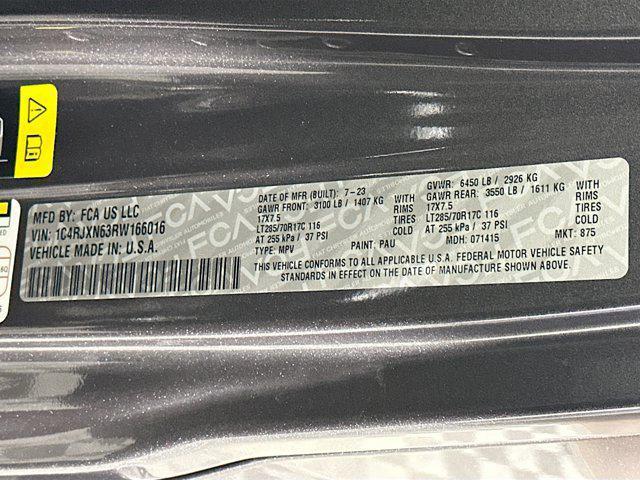 MFD BY: FCA US LLC
VIN: 1C4RJXN63RW166016
VEHICLE MADE IN: U.S.A.
DATE OF MFR (BUILT): 7-23
GAWR FRONT: 3100 LB / 1407 KG
17X7.5 RIMS
LT285/70R17C 116 TIRES
AT 255 kPa / 37 PSI COLD
TYPE: MPV PAINT: PAU
GVWR: 6450 LB / 2926 KG
GAWR REAR: 3550 LB / 1611 KG
17X7.5 WITH RIMS
LT285/70R17C 116 TIRES
AT 255 kPa / 37 PSI COLD
MDH: 071415 MKT: 875
THIS VEHICLE CONFORMS TO ALL APPLICABLE U.S.A. FEDERAL MOTOR VEHICLE SAFETY
STANDARDS IN EFFECT ON THE DATE OF MANUFACTURE SHOWN ABOVE.